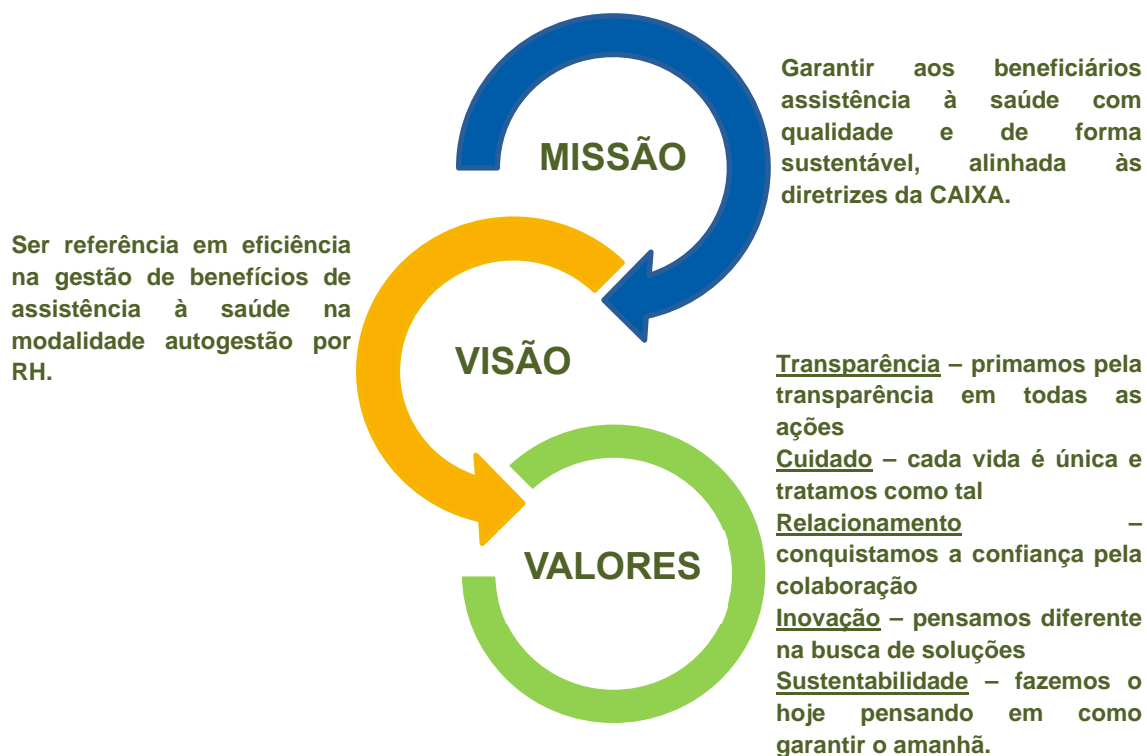 MISSÃO
Garantir aos beneficiários
assistência à saúde com
qualidade e de forma
sustentável, alinhada às
diretrizes da CAIXA.
Ser referência em eficiência
na gestão de benefícios de
assistência à saúde na
modalidade autogestão por
RH.
VISÃO
VALORES
Transparência – primamos pela
transparência em todas as
ações
Cuidado – cada vida é única e
tratamos como tal
Relacionamento –
conquistamos a confiança pela
colaboração
Inovação – pensamos diferente
na busca de soluções
Sustentabilidade – fazemos o
hoje pensando em como
garantir o amanhã.